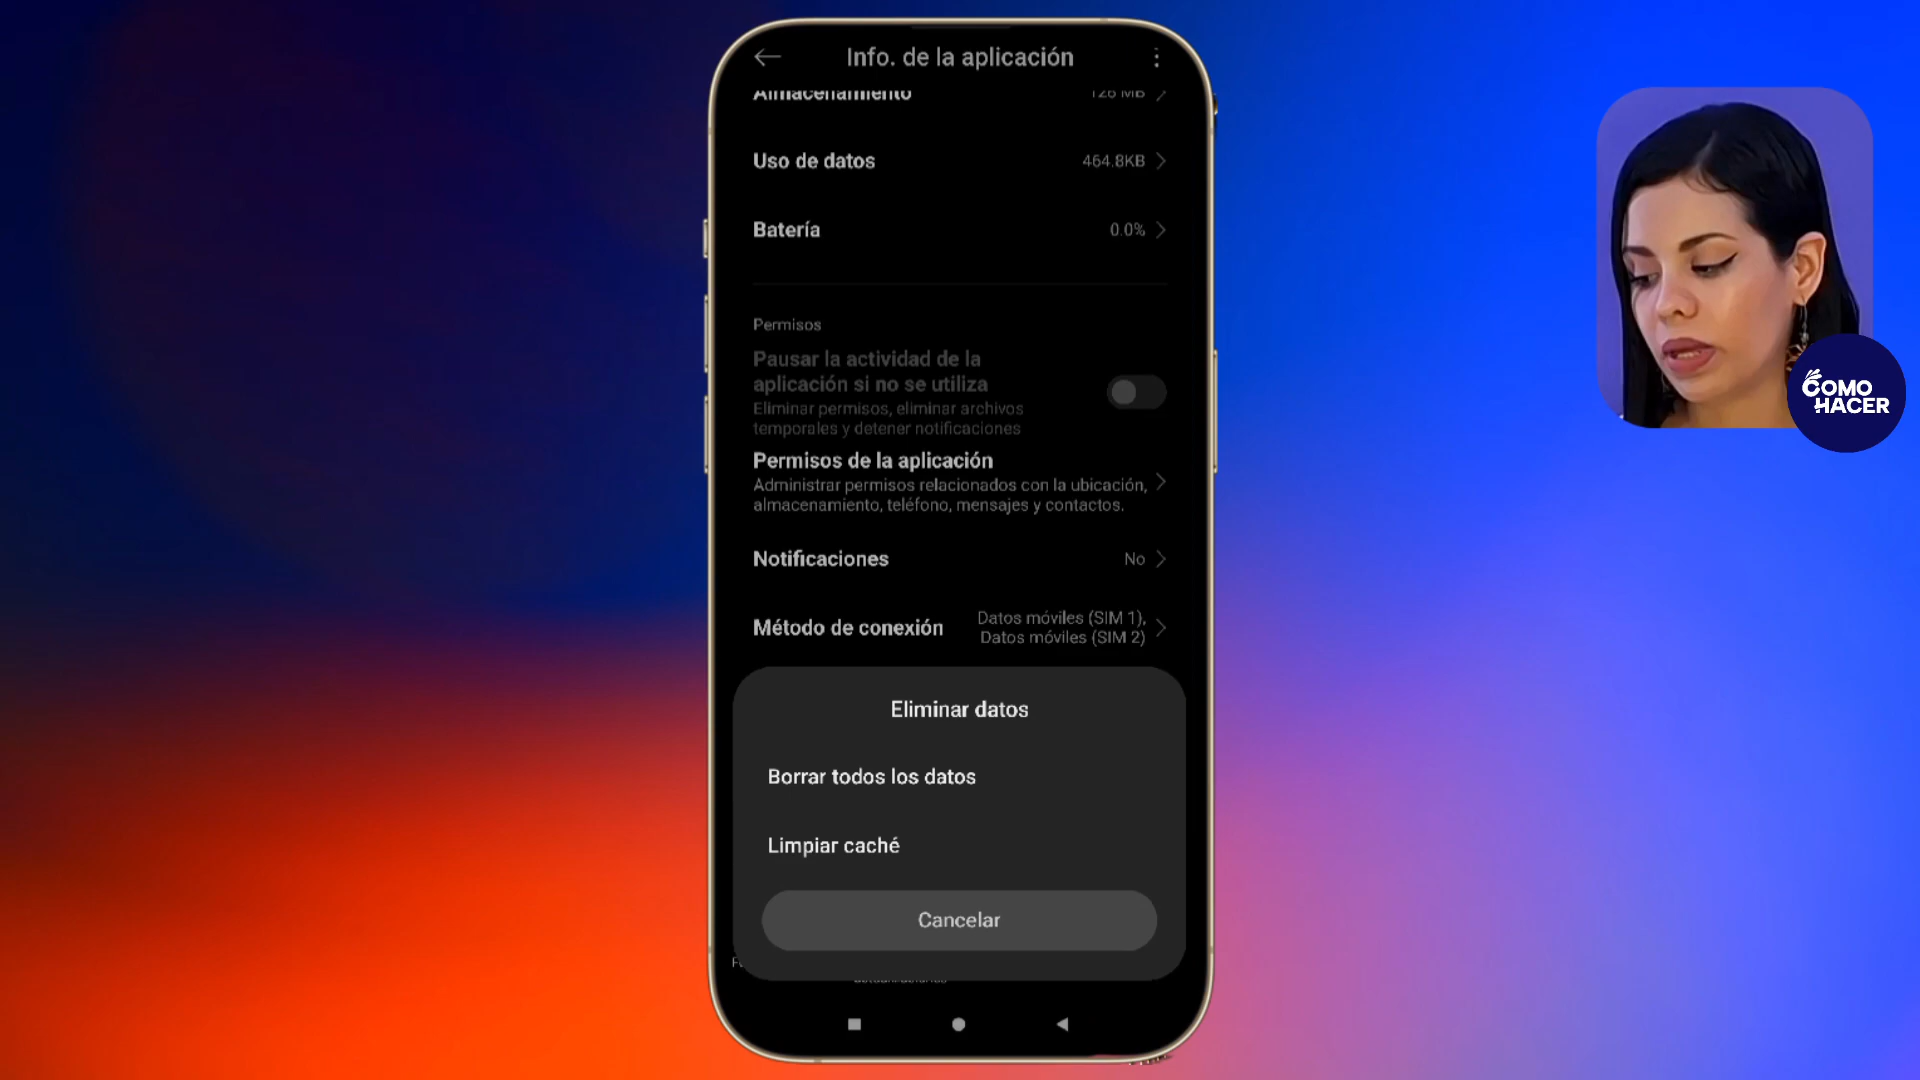 Info. de la aplicación
Almacenamiento 126 MB
Uso de datos 464.8KB
Batería 0.0%
Permisos
Pausar la actividad de la
aplicación si no se utiliza
Eliminar permisos, eliminar archivos
temporales y detener notificaciones
Permisos de la aplicación
Administrar permisos relacionados con la ubicación,
almacenamiento, teléfono, mensajes y contactos.
Notificaciones No
Método de conexión Datos móviles (SIM 1),
Datos móviles (SIM 2)
Eliminar datos
Borrar todos los datos
Limpiar caché
Cancelar
COMO
HACER